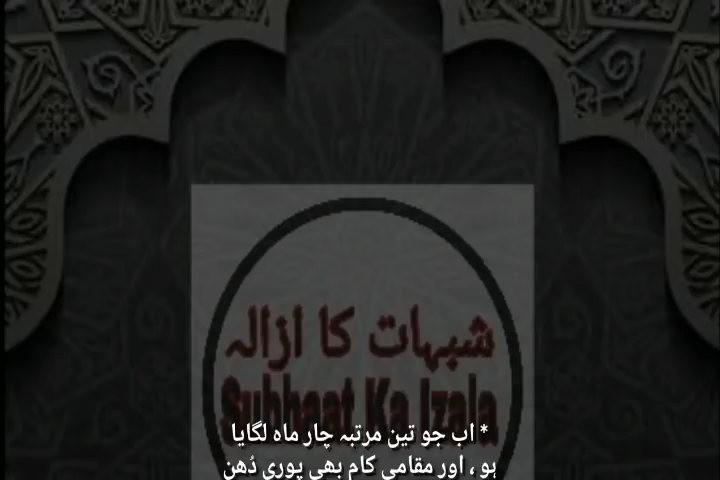 شبہات کا ازالہ
Subhaat Ka Izala
* اب جو تین مرتبہ چار ماہ لگایا
ہو ، اور مقامی کام بھی پوری دُھن